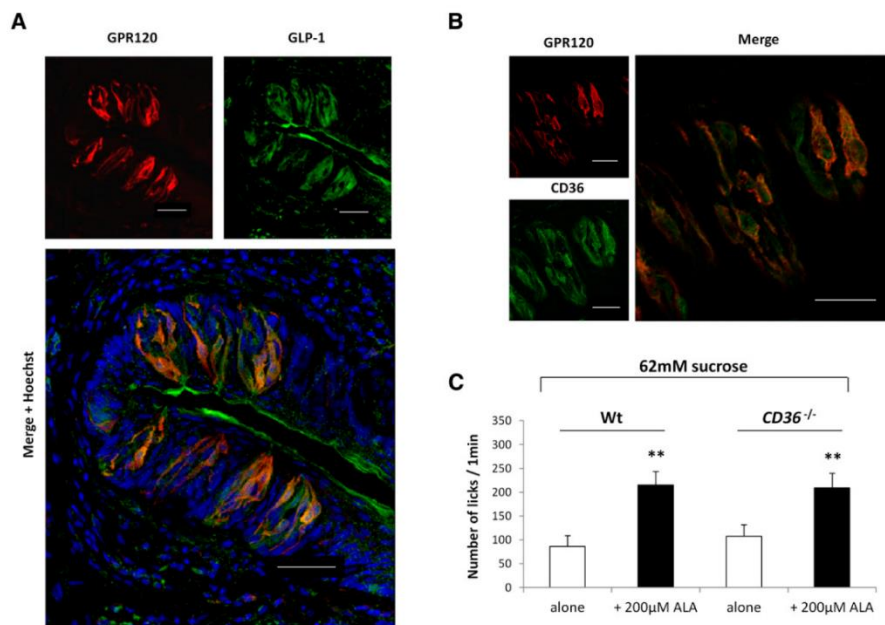 A
GPR120
GLP-1
Merge + Hoechst
B
GPR120
Merge
CD36
C
62mM sucrose
Wt
CD36 -/-
Number of licks / 1min
350
300
250
200
150
100
50
0
**
**
alone
+ 200µM ALA
alone
+ 200µM ALA